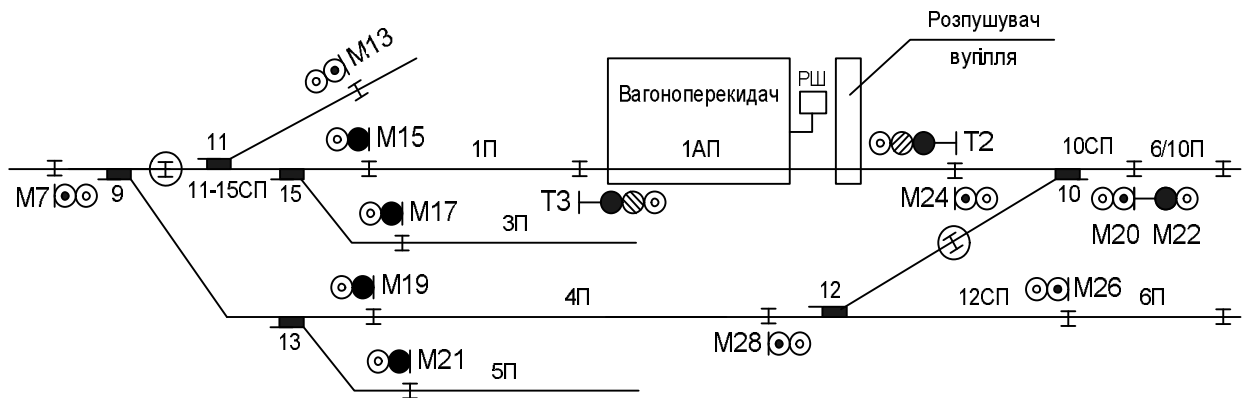 Розпушувач
вупілля
М13
РШ
Вагоноперекидач
11
М15
1П
1АП
Т2
10СП
6/10П
М7
9
11-15СП
15
М17
3П
Т3
М24
10
М20
М22
М19
4П
12
12СП
М26
6П
13
М28
М21
5П